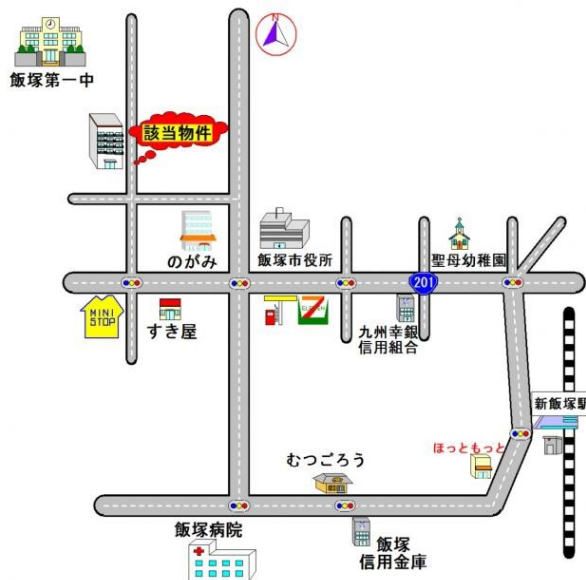 飯塚第一中
該当物件
のがみ
飯塚市役所
聖母幼稚園
201
MINI
STOP
すき屋
九州幸銀
信用組合
新飯塚駅
ほっともっと
むつごろう
飯塚病院
飯塚
信用金庫